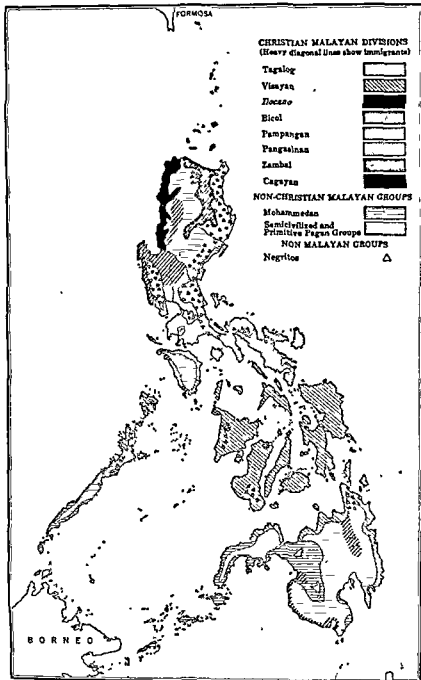 FORMOSA
CHRISTIAN MALAYAN DIVISIONS
(Heavy diagonal lines show immigrants)
Tagalog
Visayan
Ilocano
Bicol
Pampangan
Pangasinan
Zambal
Cagayan
NON-CHRISTIAN MALAYAN GROUPS
Mohammedan
Semicivilized and
Primitive Pagan Groups
NON MALAYAN GROUPS
Negritos
BORNEO